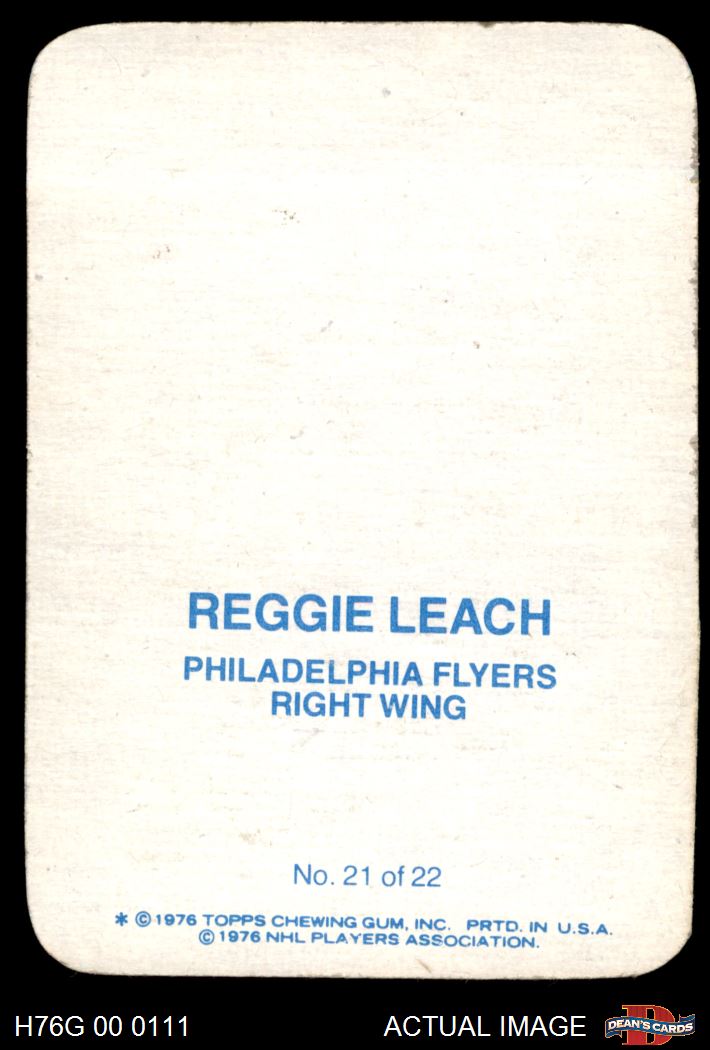 REGGIE LEACH
PHILADELPHIA FLYERS
RIGHT WING
No. 21 of 22
* © 1976 TOPPS CHEWING GUM, INC. PRTD. IN U.S.A.
© 1976 NHL PLAYERS ASSOCIATION.
H76G 00 0111 ACTUAL IMAGE DEAN'S CARDS